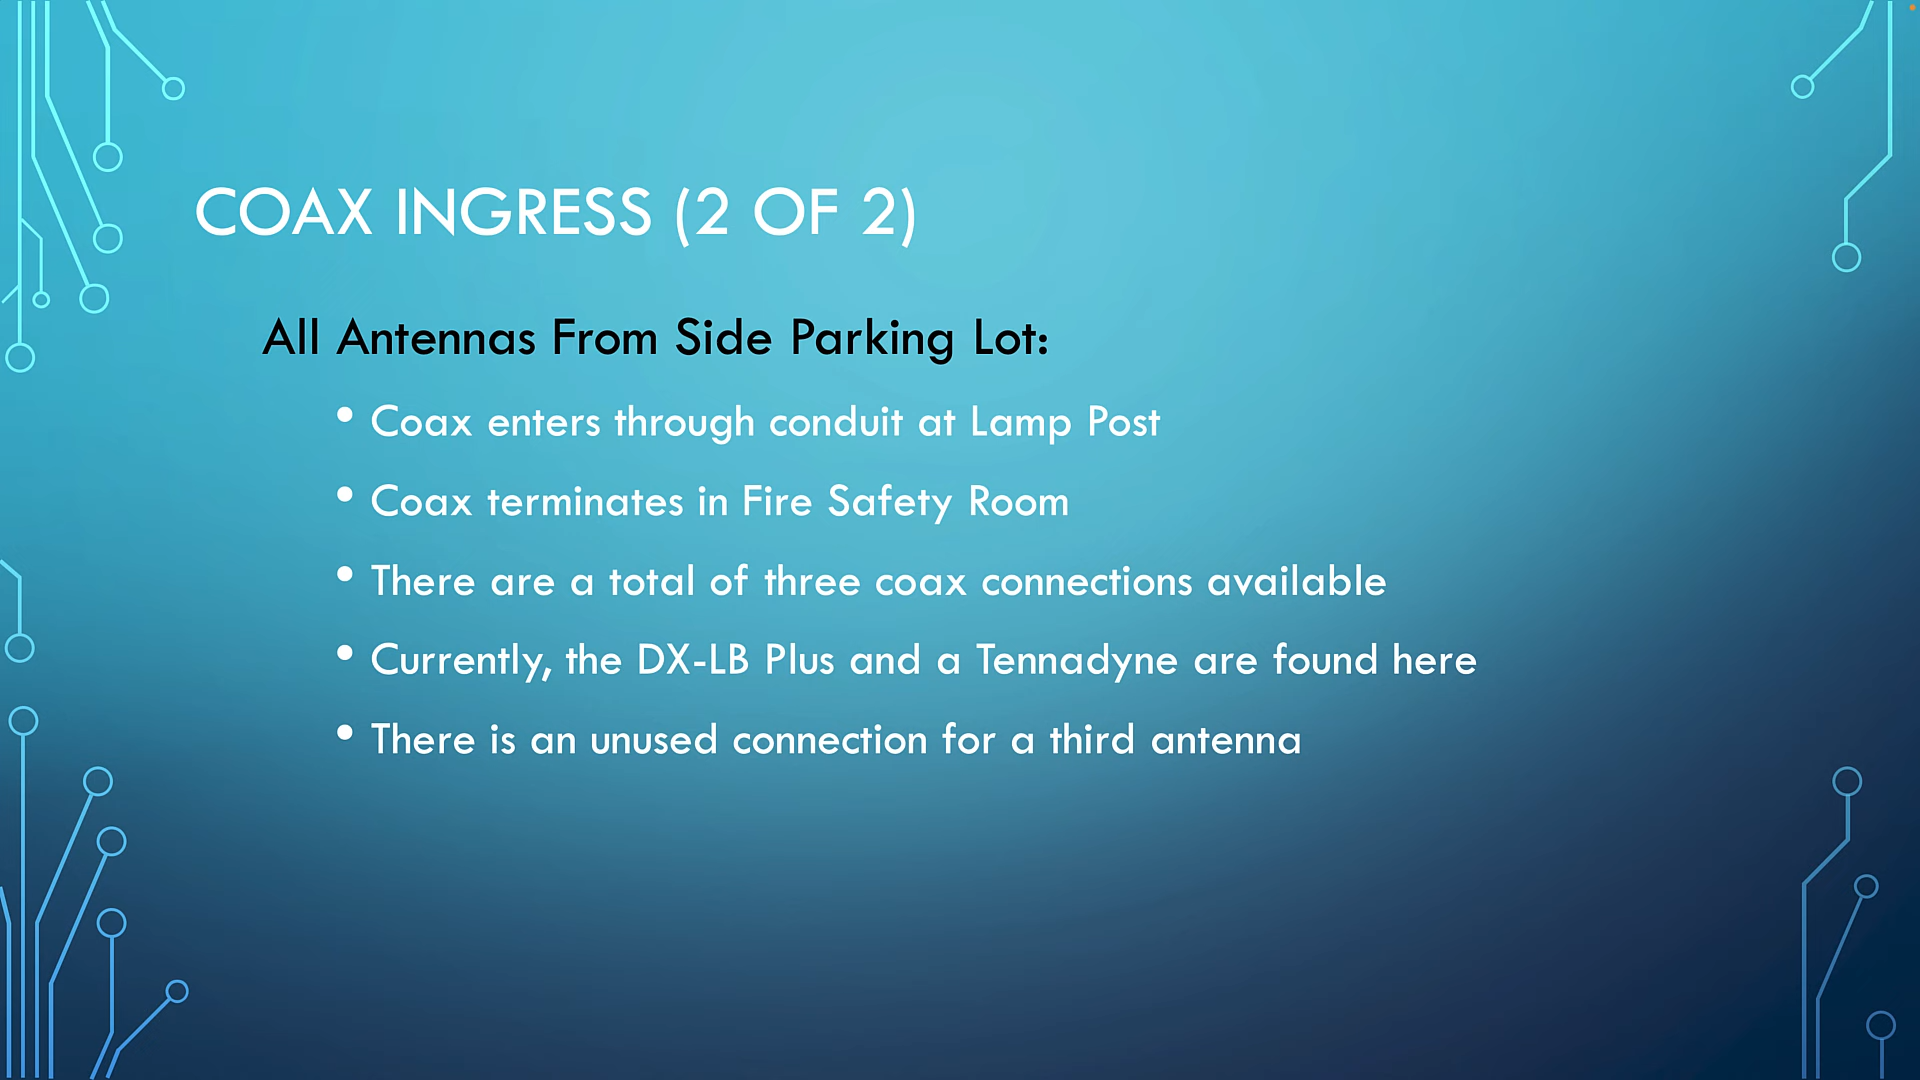 COAX INGRESS (2 OF 2)
All Antennas From Side Parking Lot:
• Coax enters through conduit at Lamp Post
• Coax terminates in Fire Safety Room
• There are a total of three coax connections available
• Currently, the DX-LB Plus and a Tennadyne are found here
• There is an unused connection for a third antenna